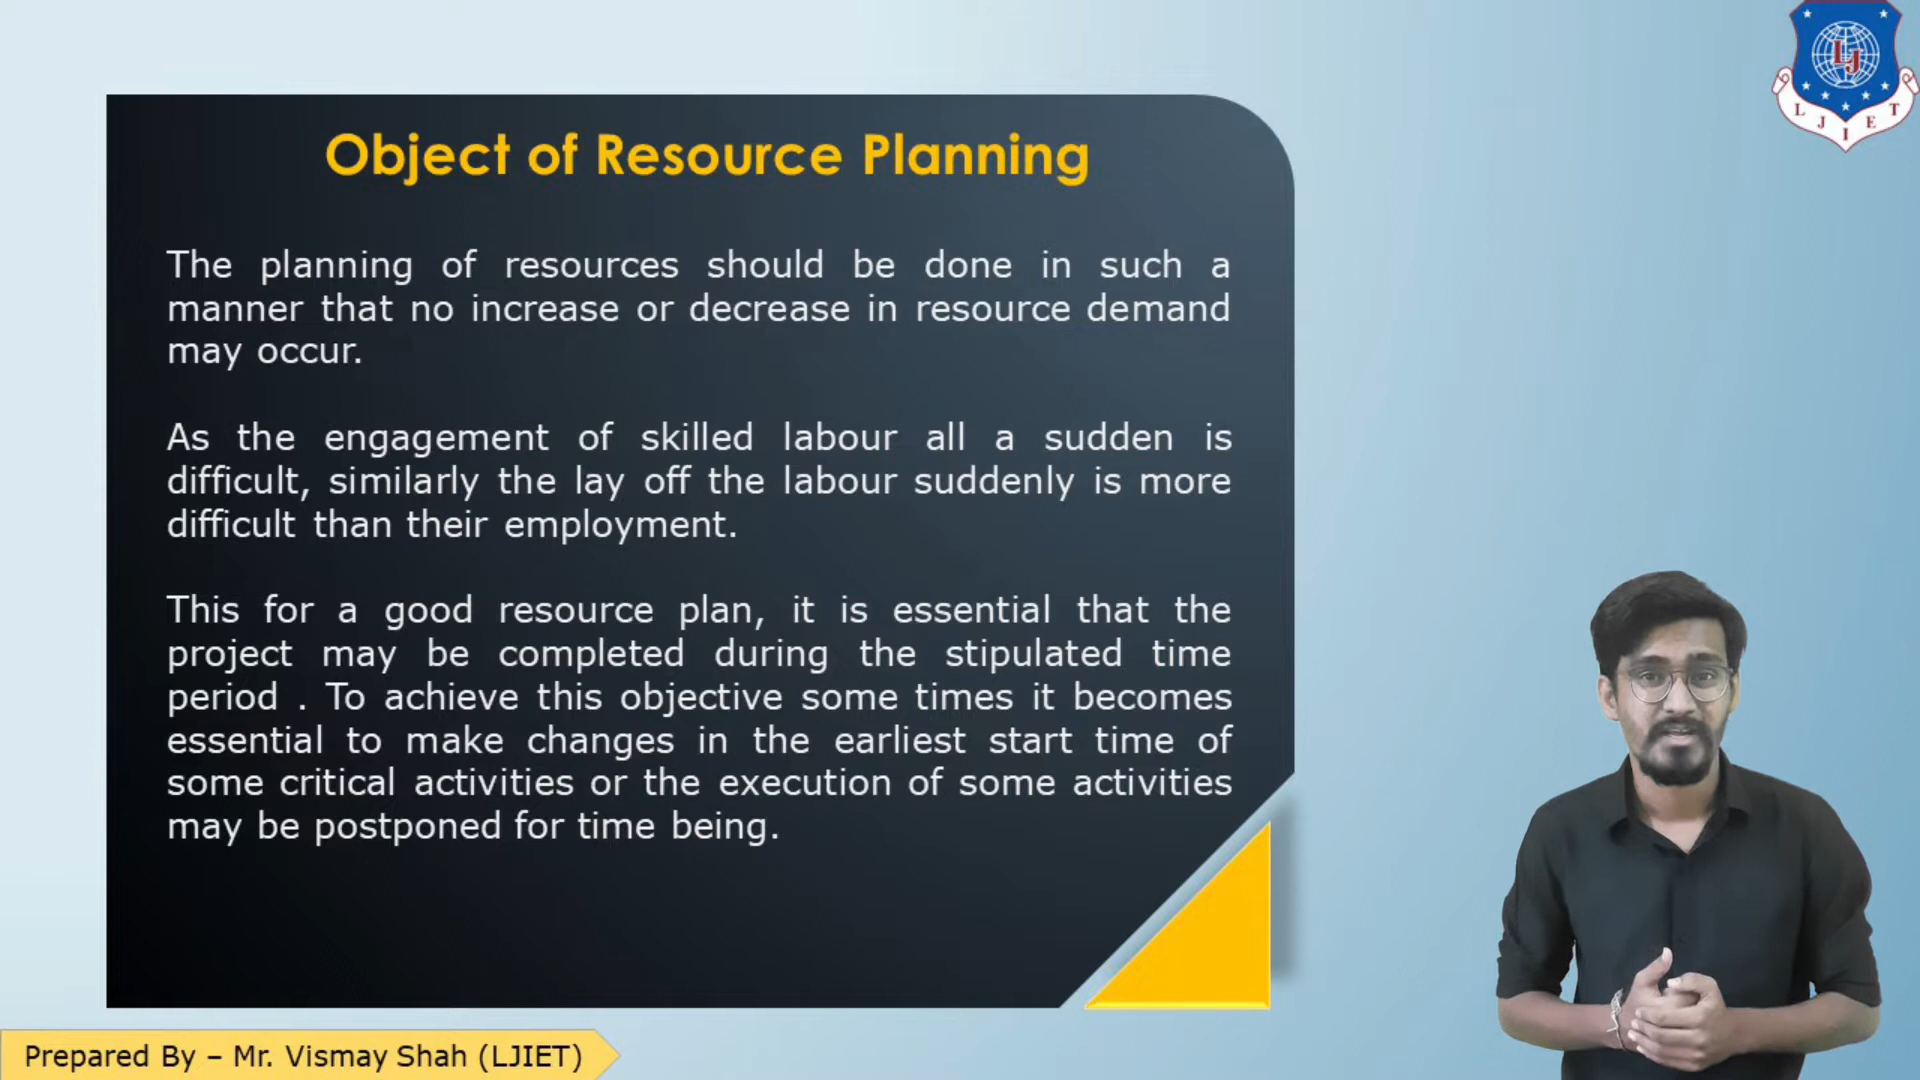 Object of Resource Planning
The planning of resources should be done in such a
manner that no increase or decrease in resource demand
may occur.
As the engagement of skilled labour all a sudden is
difficult, similarly the lay off the labour suddenly is more
difficult than their employment.
This for a good resource plan, it is essential that the
project may be completed during the stipulated time
period . To achieve this objective some times it becomes
essential to make changes in the earliest start time of
some critical activities or the execution of some activities
may be postponed for time being.
Prepared By – Mr. Vismay Shah (LJIET)
LJ
L J I E T